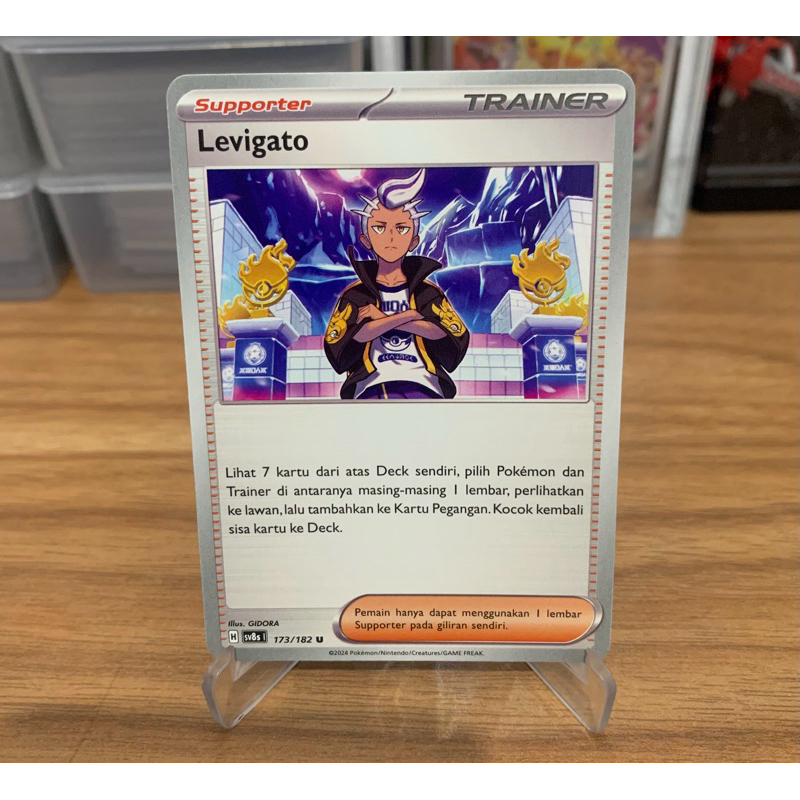 Supporter TRAINER
Levigato
Lihat 7 kartu dari atas Deck sendiri, pilih Pokémon dan
Trainer di antaranya masing-masing 1 lembar, perlihatkan
ke lawan, lalu tambahkan ke Kartu Pegangan. Kocok kembali
sisa kartu ke Deck.
Illus. GIDORA
Pemain hanya dapat menggunakan 1 lembar
Supporter pada giliran sendiri.
H sv8s I 173/182 U
©2024 Pokémon/Nintendo/Creatures/GAME FREAK.